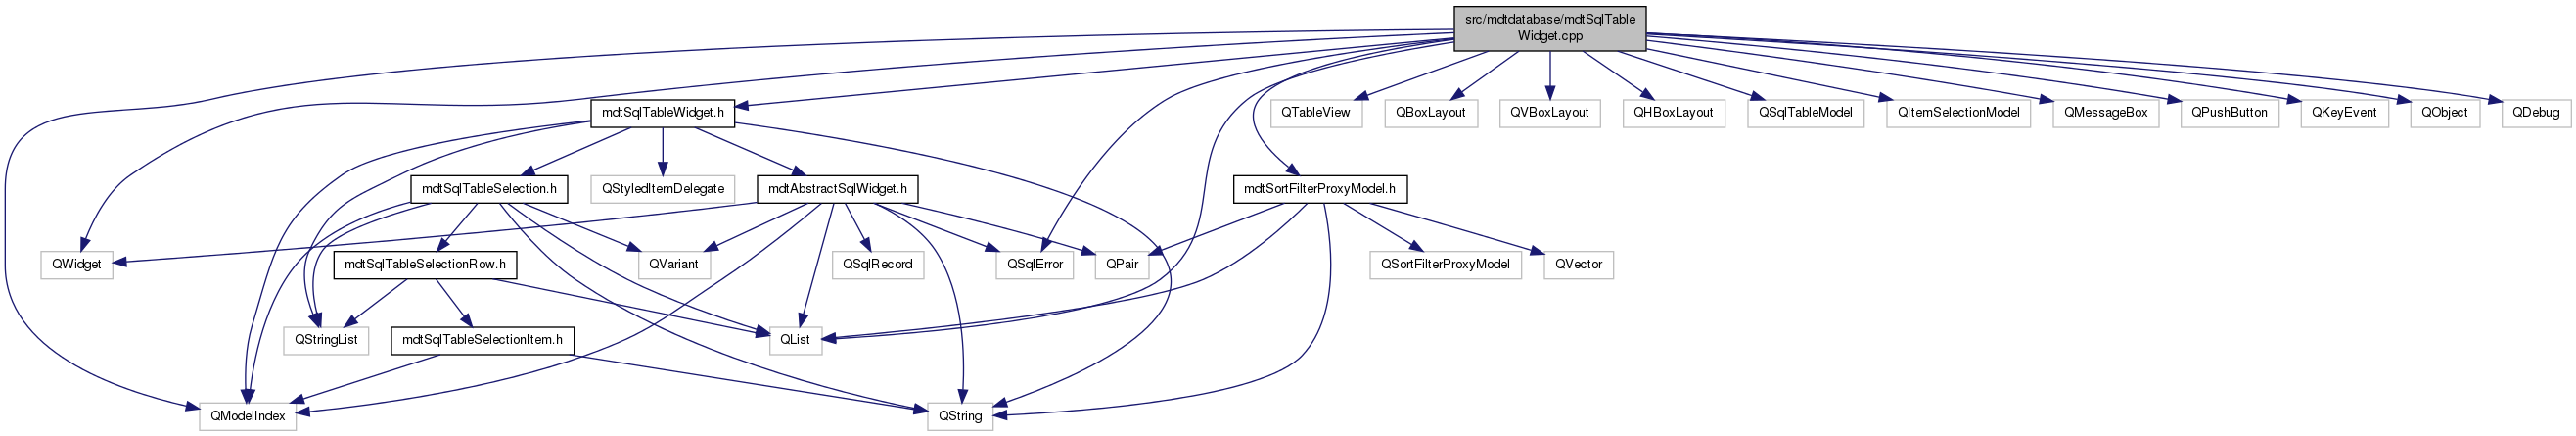 src/mdtdatabase/mdtSqlTable
Widget.cpp
mdtSqlTableWidget.h
QTableView
QBoxLayout
QVBoxLayout
QHBoxLayout
QSqlTableModel
QItemSelectionModel
QMessageBox
QPushButton
QKeyEvent
QObject
QDebug
mdtSqlTableSelection.h
QStyledItemDelegate
mdtAbstractSqlWidget.h
mdtSortFilterProxyModel.h
QWidget
mdtSqlTableSelectionRow.h
QVariant
QSqlRecord
QSqlError
QPair
QSortFilterProxyModel
QVector
QStringList
mdtSqlTableSelectionItem.h
QList
QModelIndex
QString